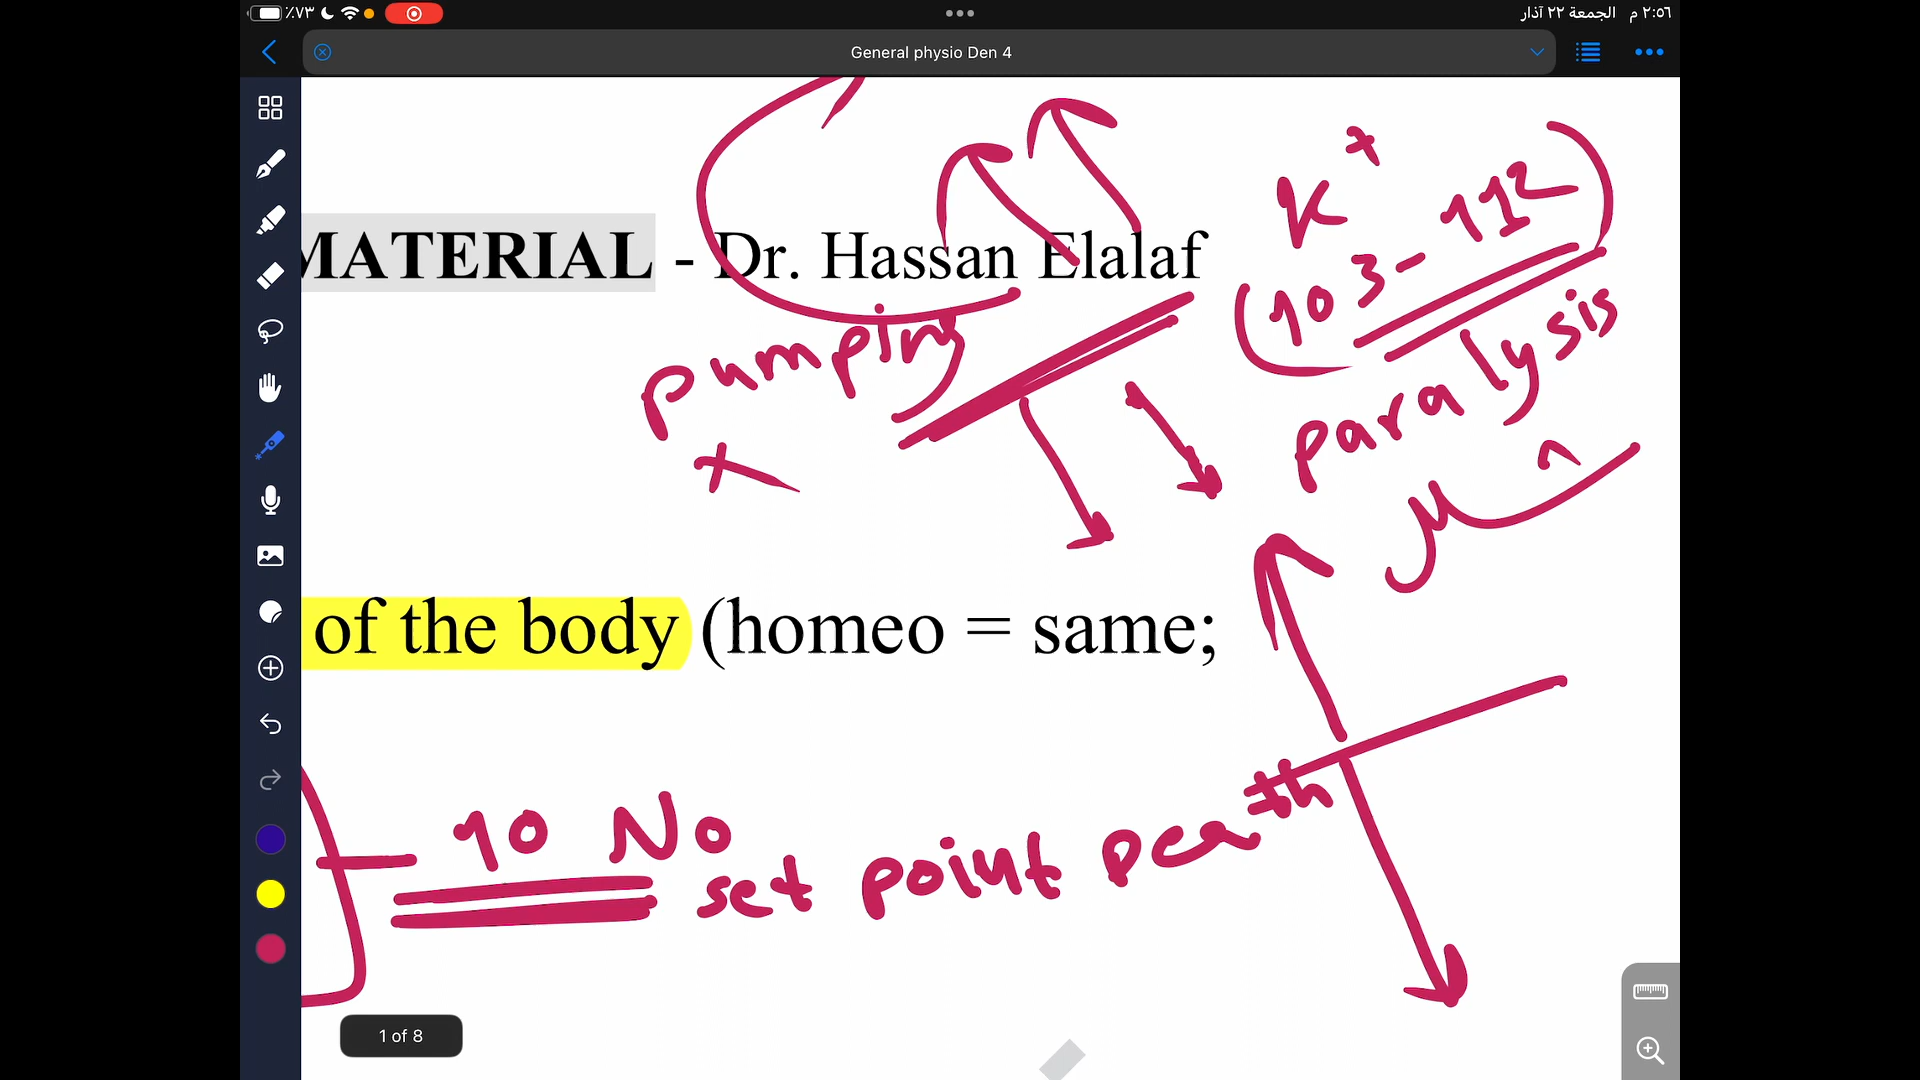 ٪٧٣
٢:٥٦ م الجمعة ٢٢ آذار
General physio Den 4
MATERIAL - Dr. Hassan Elalaf
K+
(103-112)
pumping
paralysis
of the body (homeo = same;
10 No
set point Death
1 of 8